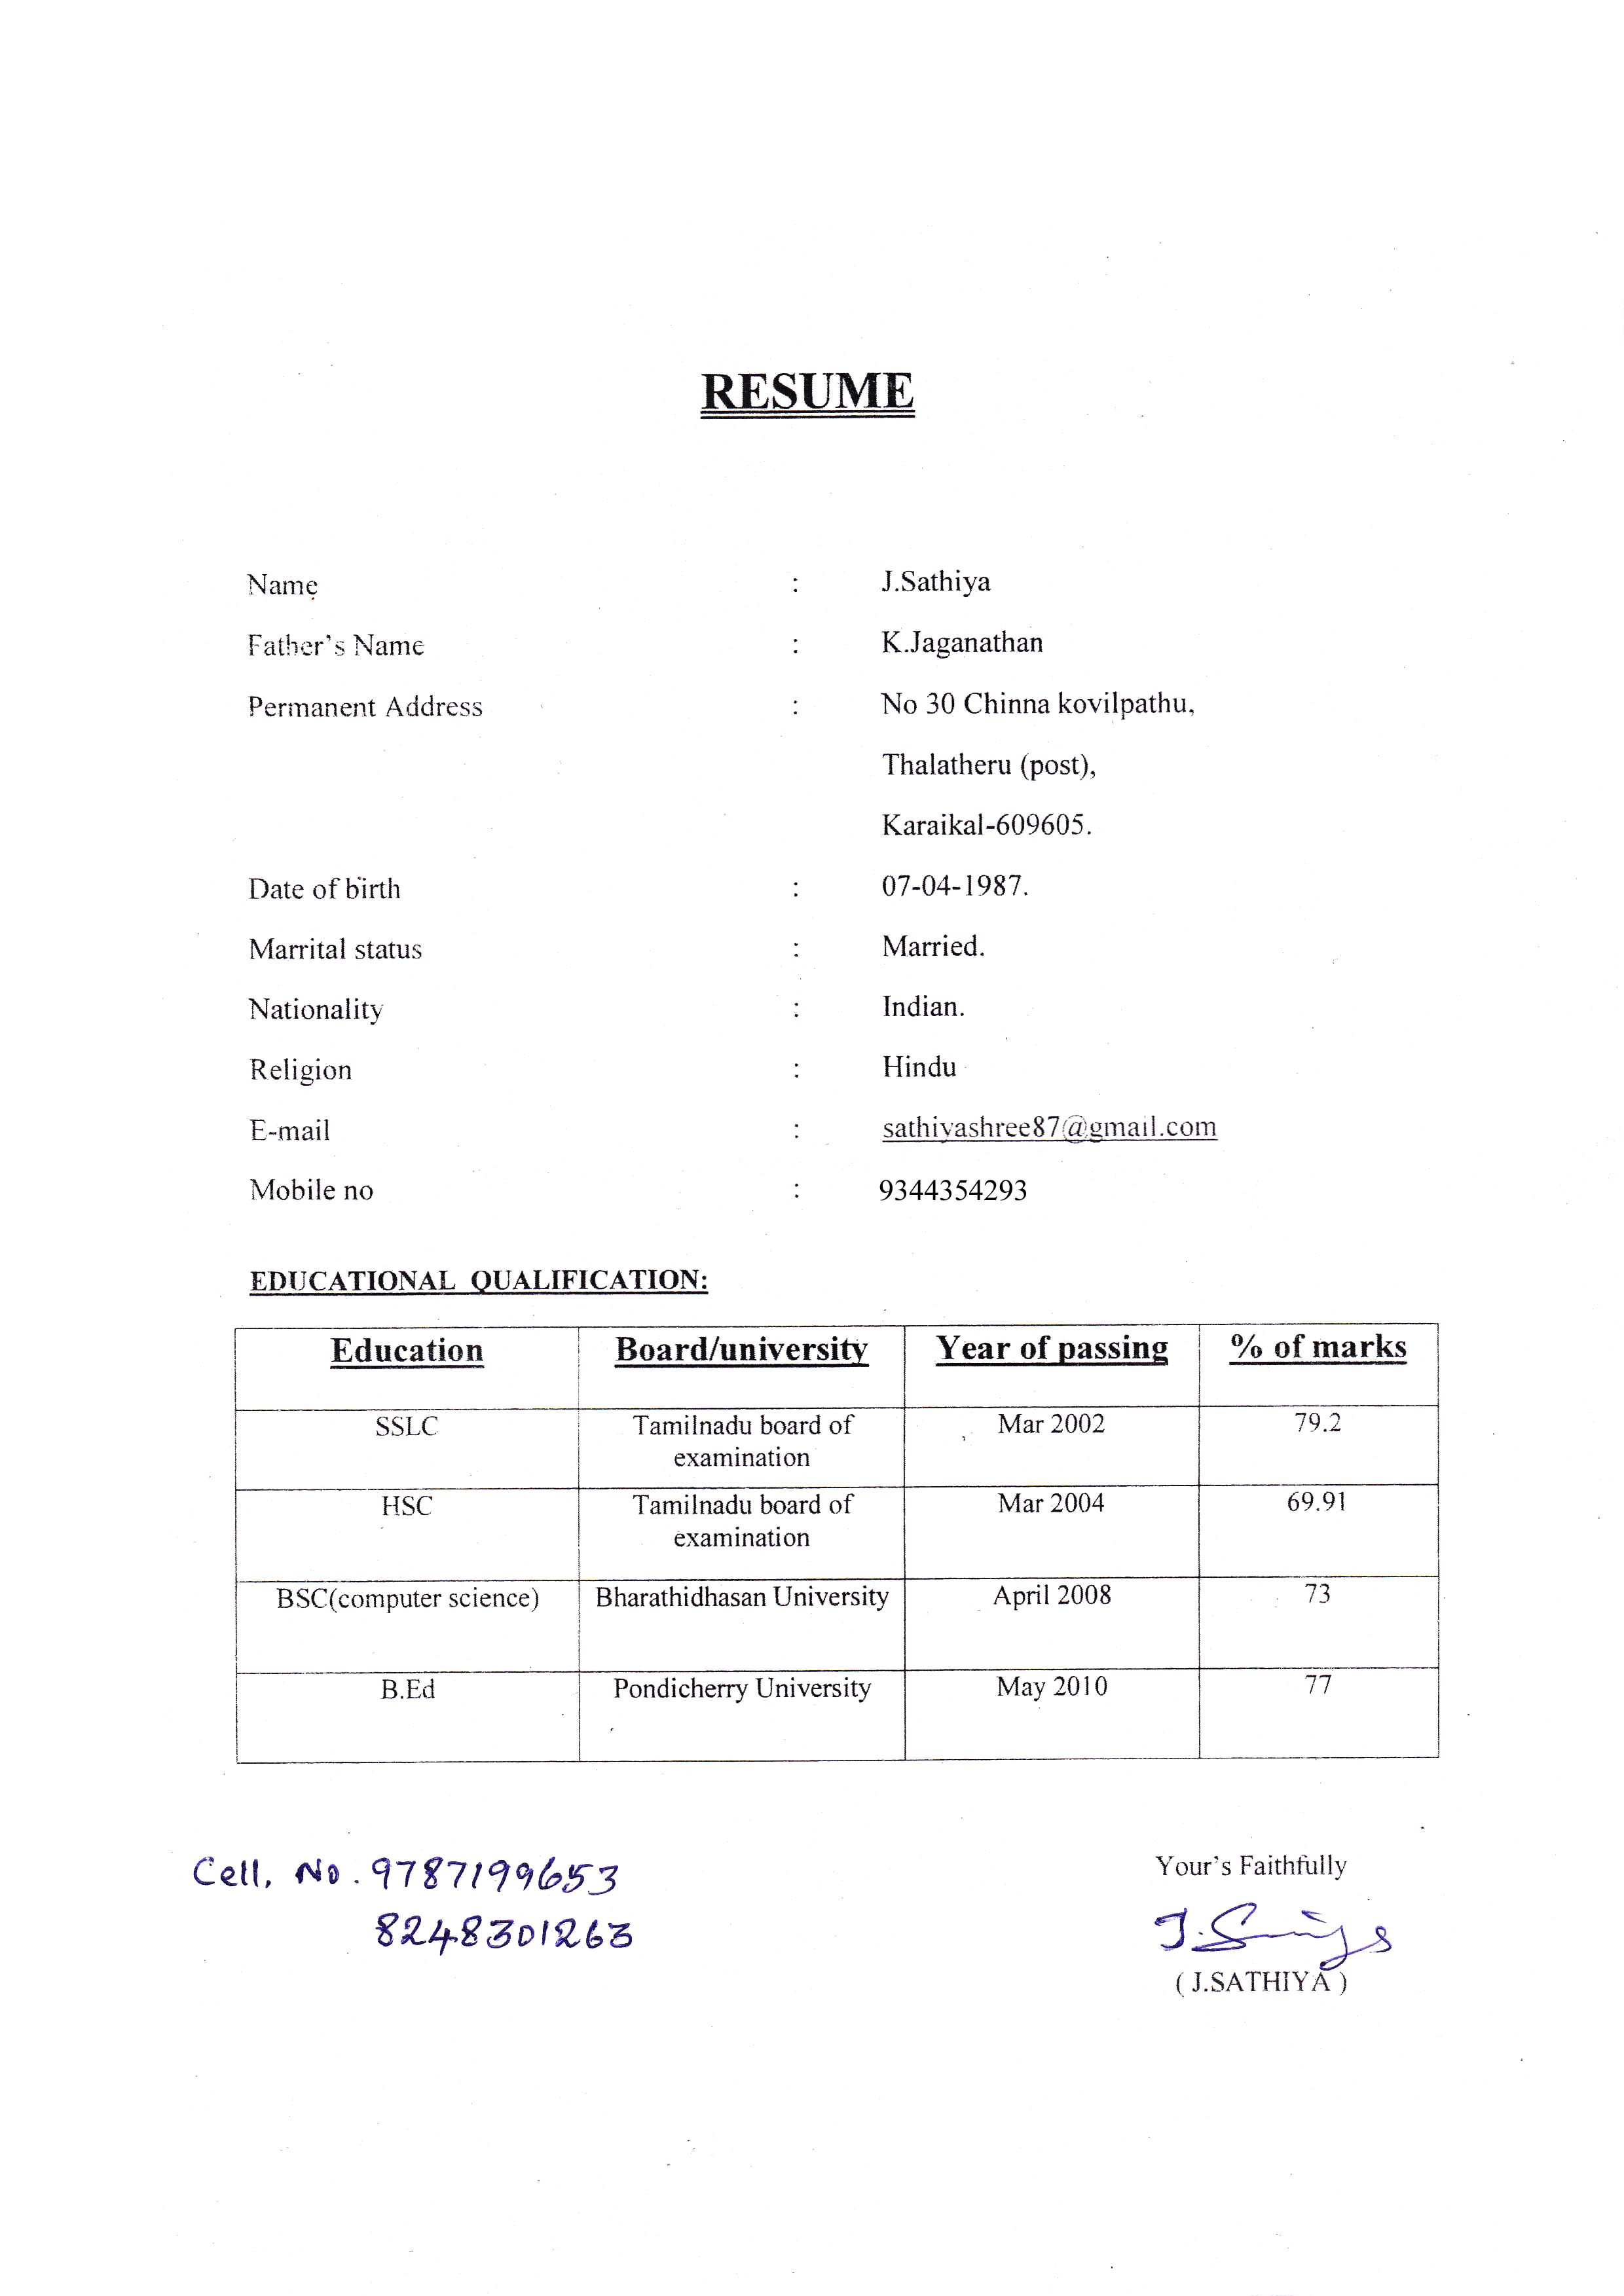 RESUME
Name : J.Sathiya
Father's Name : K.Jaganathan
Permanent Address : No 30 Chinna kovilpathu,
Thalatheru (post),
Karaikal-609605.
Date of birth : 07-04-1987.
Marrital status : Married.
Nationality : Indian.
Religion : Hindu
E-mail : sathiyashree87@gmail.com
Mobile no : 9344354293
EDUCATIONAL QUALIFICATION:
Education Board/university Year of passing % of marks
SSLC Tamilnadu board of Mar 2002 79.2
examination
HSC Tamilnadu board of Mar 2004 69.91
examination
BSC(computer science) Bharathidhasan University April 2008 73
B.Ed Pondicherry University May 2010 77
Cell. No. 9787199653 Your's Faithfully
8248301263 J.
( J.SATHIYA )